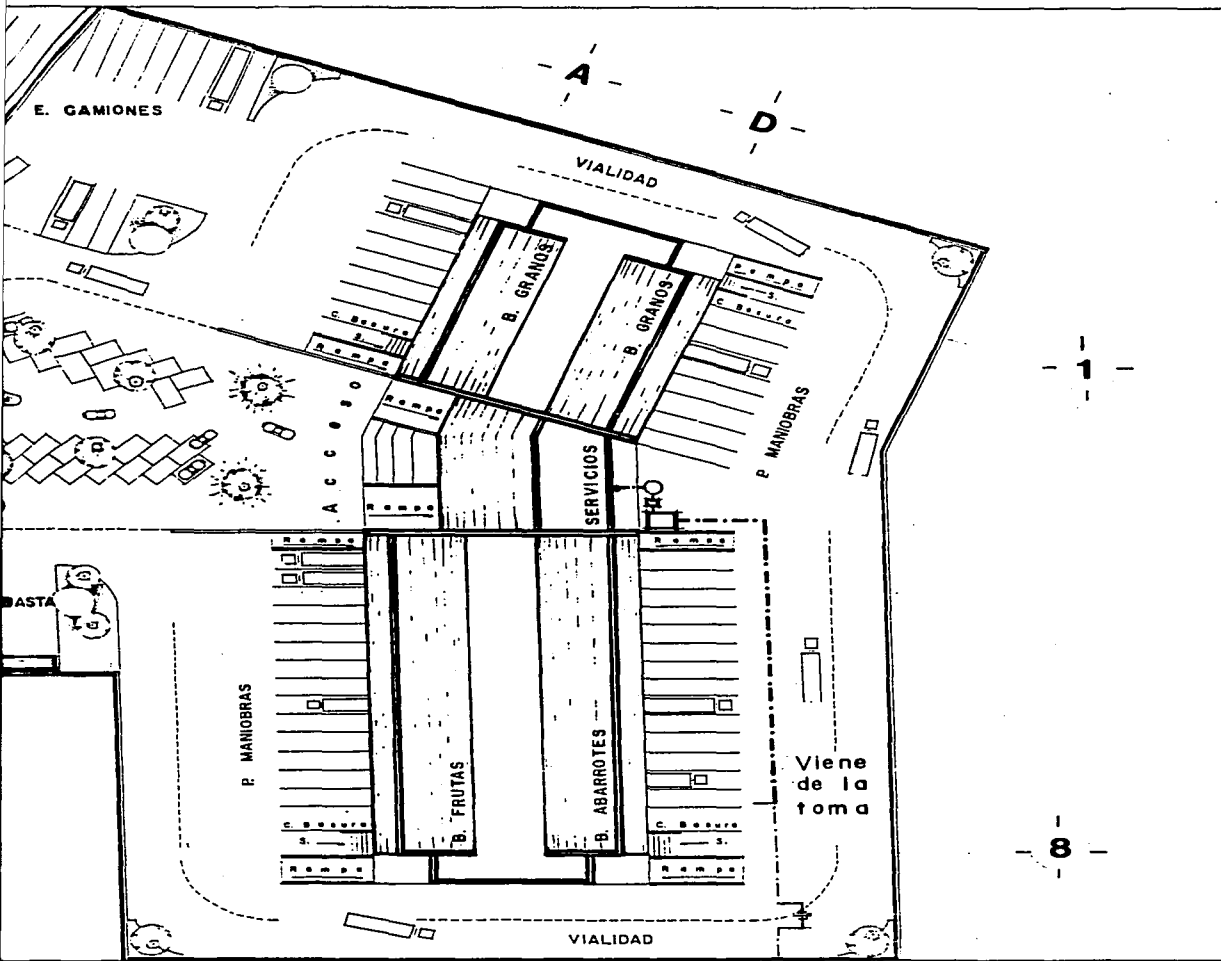 A
D
E. CAMIONES
VIALIDAD
B. GRANOS
B. GRANOS
Rampa
S.
C. Basura
C. Basura
S.
Rampa
1
ACCESO
Rampa
P. MANIOBRAS
SERVICIOS
Rampa
Rampa
Rampa
BASTA
P. MANIOBRAS
B. FRUTAS
B. ABARROTES
Viene
de la
toma
C. Basura
C. Basura
S.
S.
8
Rampa
Rampa
VIALIDAD